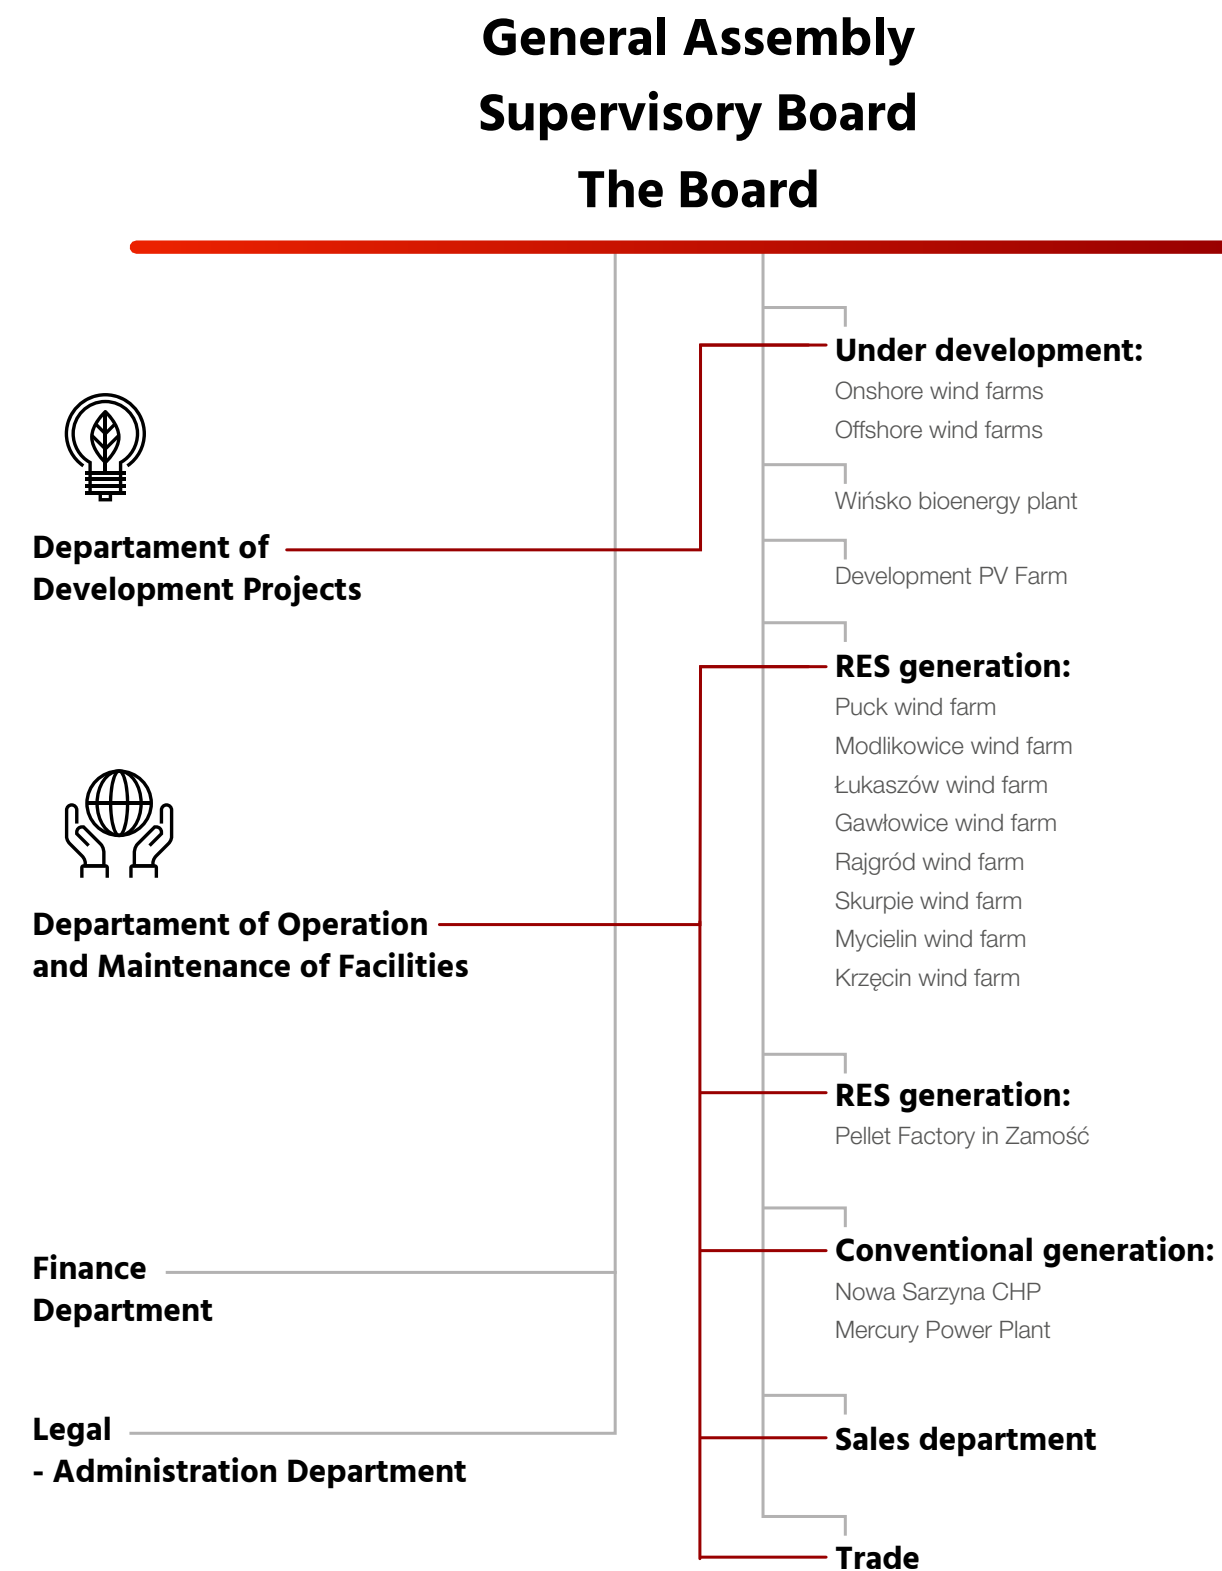 General Assembly
Supervisory Board
The Board
Under development:
Onshore wind farms
Offshore wind farms
Wińsko bioenergy plant
Development PV Farm
Departament of
Development Projects
RES generation:
Puck wind farm
Modlikowice wind farm
Łukaszów wind farm
Gawłowice wind farm
Rajgród wind farm
Skurpie wind farm
Mycielin wind farm
Krzęcin wind farm
Departament of Operation
and Maintenance of Facilities
RES generation:
Pellet Factory in Zamość
Conventional generation:
Nowa Sarzyna CHP
Mercury Power Plant
Finance
Department
Legal
- Administration Department
Sales department
Trade